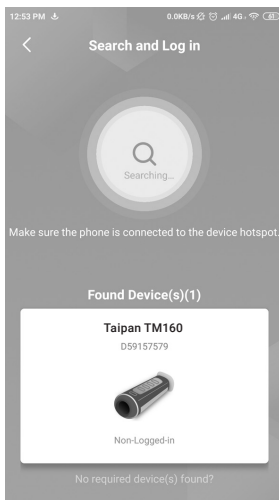 12:53 PM 0.0KB/s 4G
Search and Log in
Searching...
Make sure the phone is connected to the device hotspot.
Found Device(s)(1)
Taipan TM160
D59157579
Non-Logged-in
No required device(s) found?